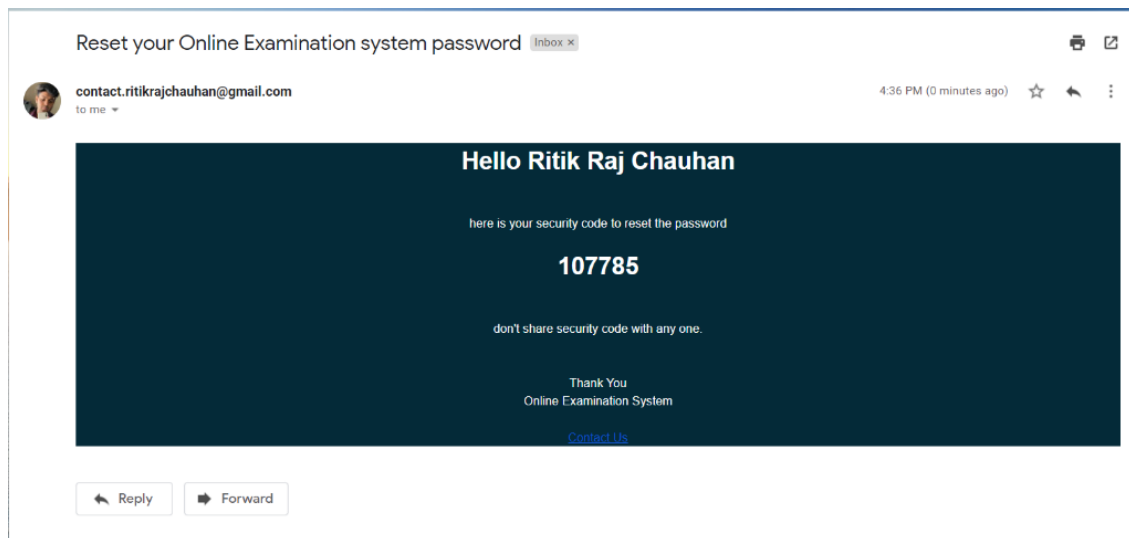 Reset your Online Examination system password Inbox ×
contact.ritikrajchauhan@gmail.com 4:36 PM (0 minutes ago)
to me
Hello Ritik Raj Chauhan
here is your security code to reset the password
107785
don't share security code with any one.
Thank You
Online Examination System
Contact Us
Reply Forward